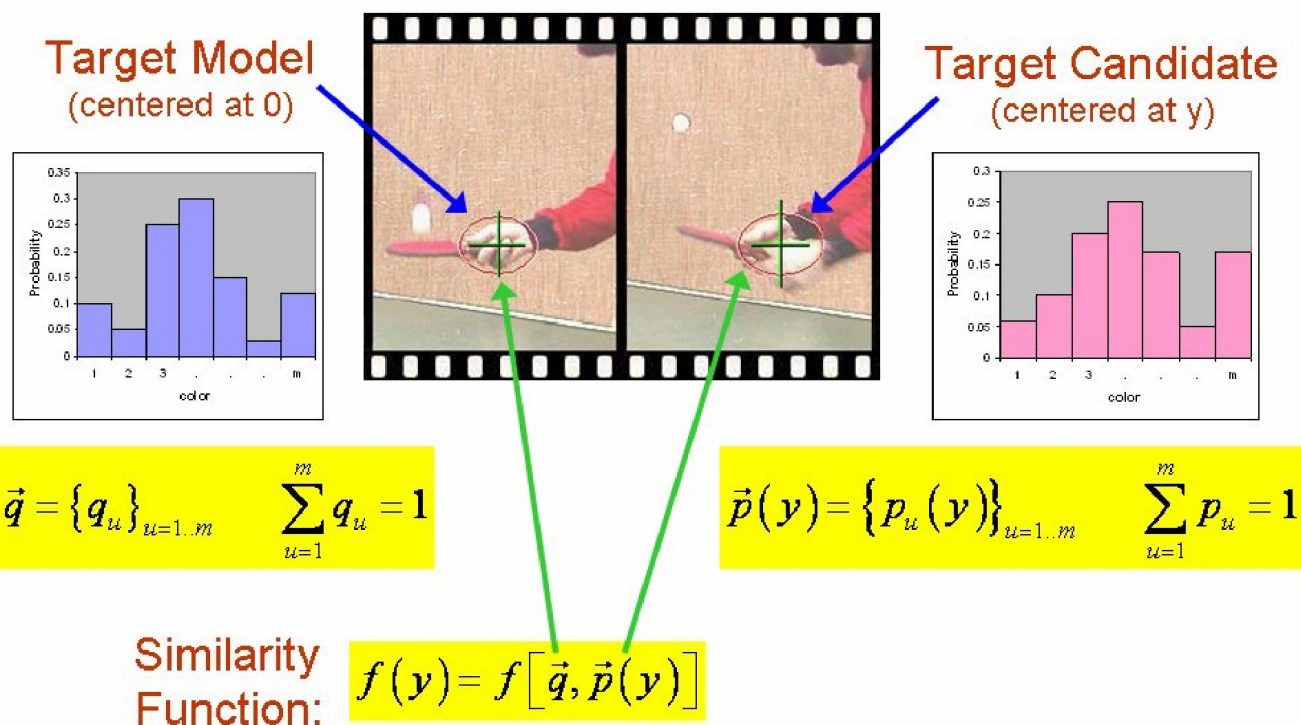 Target Model
(centered at 0)
Target Candidate
(centered at y)
0.35
0.3
0.25
0.2
0.15
0.1
0.05
0
Probability
1 2 3 . . . m
color
0.3
0.25
0.2
0.15
0.1
0.05
0
Probability
1 2 3 . . . m
color
q⃗ = {q_u}_{u=1..m} ∑_{u=1}^{m} q_u = 1
p⃗(y) = {p_u(y)}_{u=1..m} ∑_{u=1}^{m} p_u = 1
Similarity
Function:
f(y) = f[q⃗, p⃗(y)]